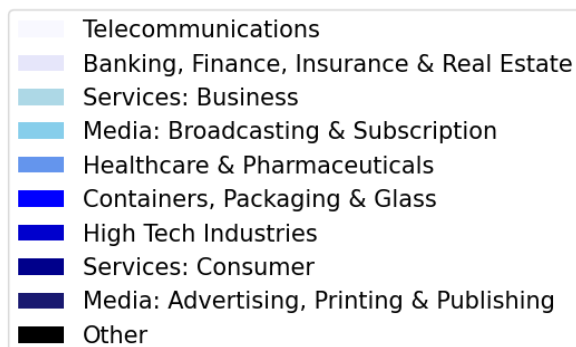 Telecommunications
Banking, Finance, Insurance & Real Estate
Services: Business
Media: Broadcasting & Subscription
Healthcare & Pharmaceuticals
Containers, Packaging & Glass
High Tech Industries
Services: Consumer
Media: Advertising, Printing & Publishing
Other